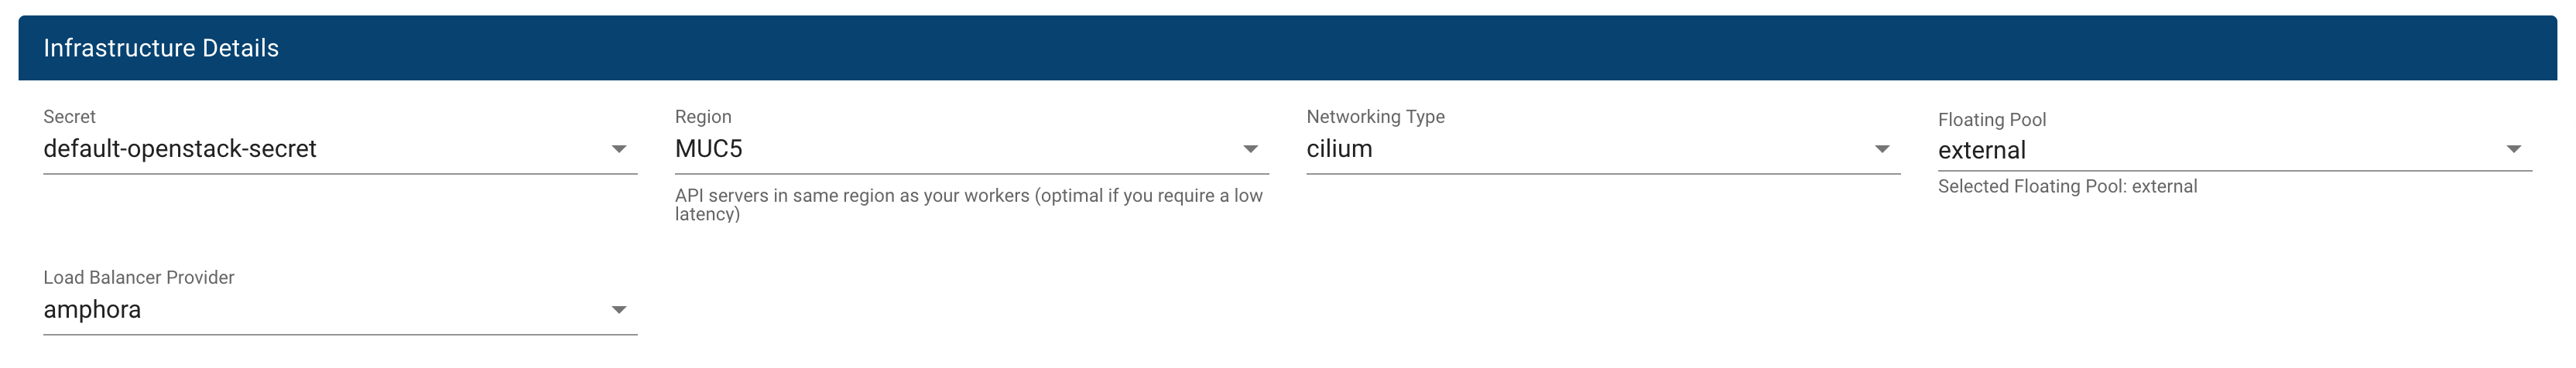 Infrastructure Details
Secret
default-openstack-secret
Region
MUC5
API servers in same region as your workers (optimal if you require a low
latency)
Networking Type
cilium
Floating Pool
external
Selected Floating Pool: external
Load Balancer Provider
amphora